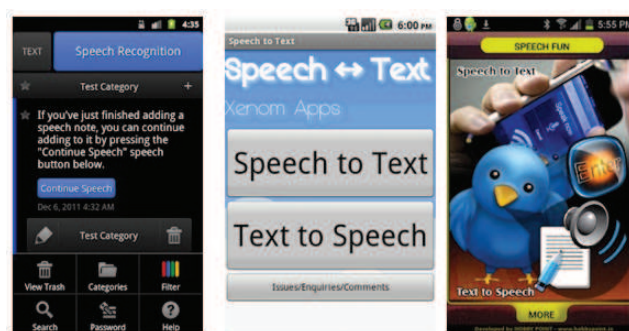 4:35
TEXT
Speech Recognition
Test Category +
If you've just finished adding a
speech note, you can continue
adding to it by pressing the
"Continue Speech" speech
button below.
Continue Speech
Dec 6, 2011 4:32 AM
Test Category
View Trash
Categories
Filter
Search
Password
Help
6:00 PM
Speech to Text
Speech ↔ Text
Xenom Apps
Speech to Text
Text to Speech
Issues/Enquiries/Comments
5:55 PM
SPEECH FUN
Speech to Text
Speak now
Enter
Text to Speech
MORE